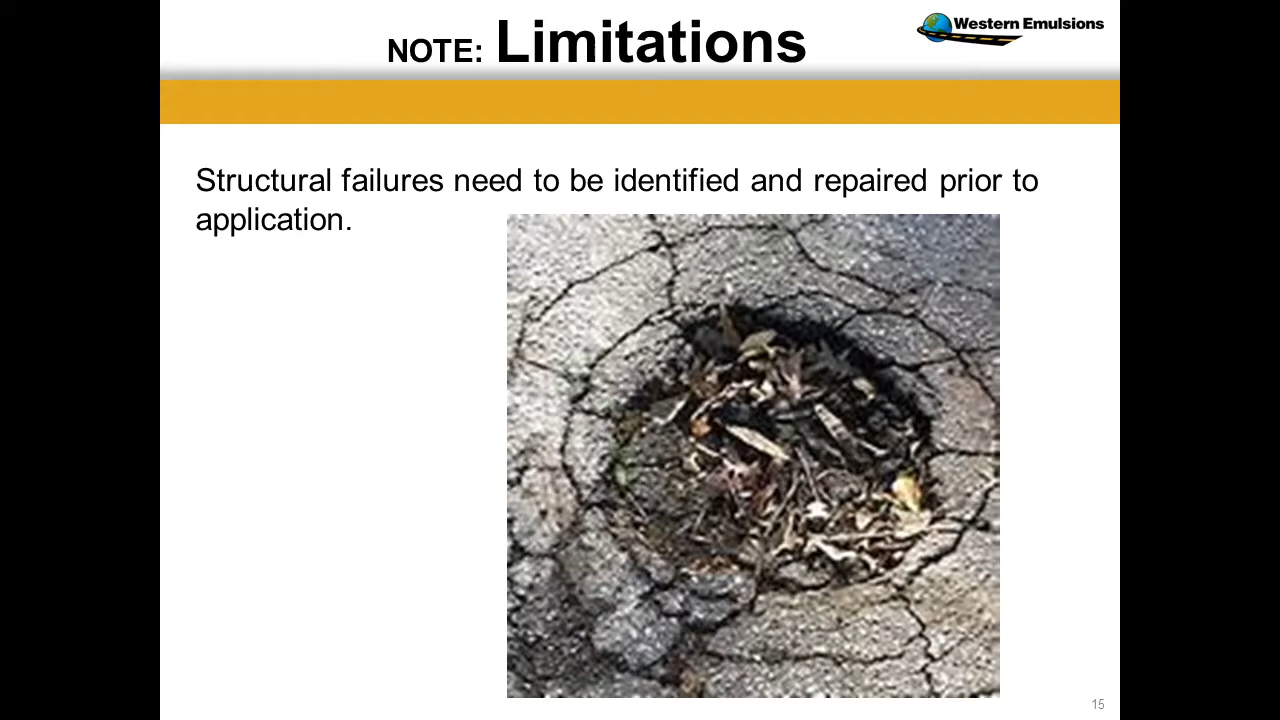 NOTE: Limitations
Western Emulsions
Structural failures need to be identified and repaired prior to
application.
15